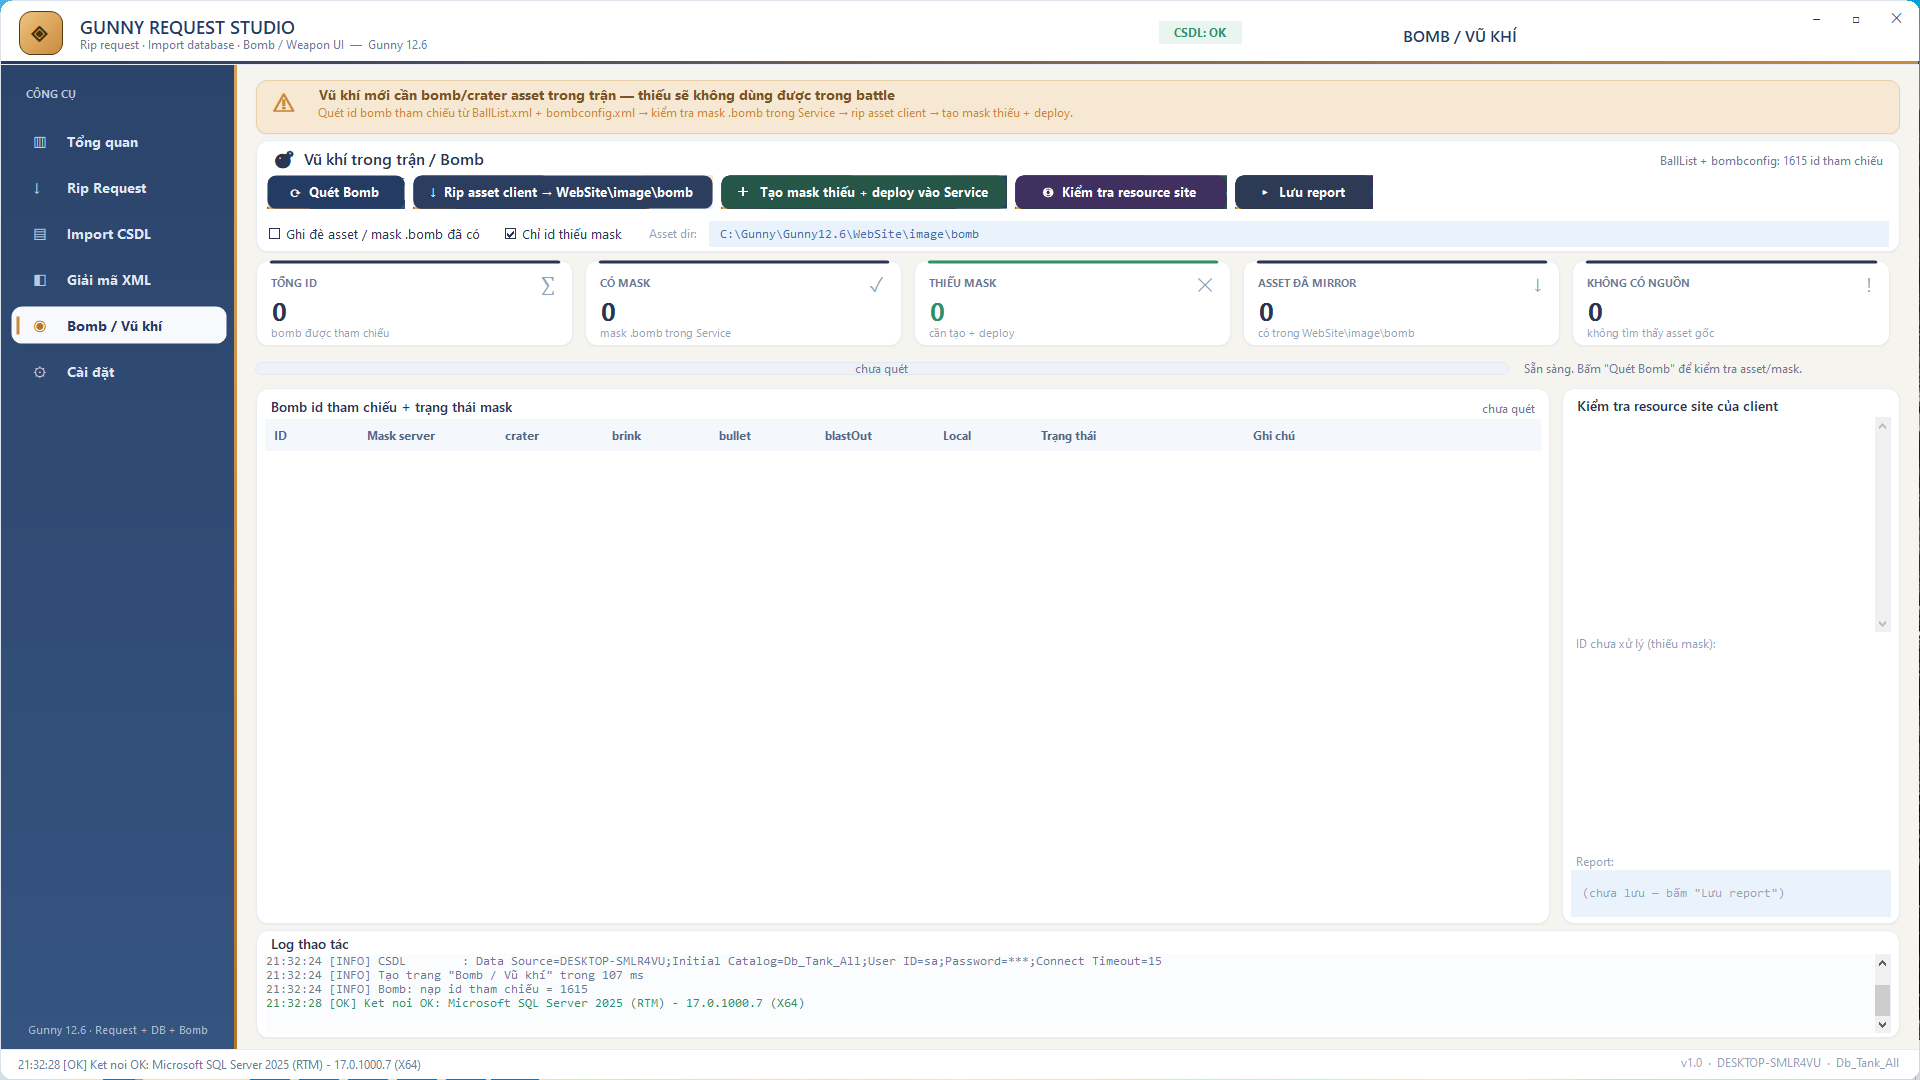 GUNNY REQUEST STUDIO
Rip request · Import database · Bomb / Weapon UI — Gunny 12.6
CSDL: OK
BOMB / VŨ KHÍ
CÔNG CỤ
Tổng quan
Rip Request
Import CSDL
Giải mã XML
Bomb / Vũ khí
Cài đặt
Gunny 12.6 · Request + DB + Bomb
Vũ khí mới cần bomb/crater asset trong trận — thiếu sẽ không dùng được trong battle
Quét id bomb tham chiếu từ BallList.xml + bombconfig.xml → kiểm tra mask .bomb trong Service → rip asset client → tạo mask thiếu + deploy.
Vũ khí trong trận / Bomb
BallList + bombconfig: 1615 id tham chiếu
⟳ Quét Bomb
↓ Rip asset client → WebSite\image\bomb
+ Tạo mask thiếu + deploy vào Service
Kiểm tra resource site
▸ Lưu report
Ghi đè asset / mask .bomb đã có
Chỉ id thiếu mask
Asset dir:
C:\Gunny\Gunny12.6\WebSite\image\bomb
TỔNG ID
∑
0
bomb được tham chiếu
CÓ MASK
✓
0
mask .bomb trong Service
THIẾU MASK
0
cần tạo + deploy
ASSET ĐÃ MIRROR
↓
0
có trong WebSite\image\bomb
KHÔNG CÓ NGUỒN
!
0
không tìm thấy asset gốc
chưa quét
Sẵn sàng. Bấm "Quét Bomb" để kiểm tra asset/mask.
Bomb id tham chiếu + trạng thái mask
chưa quét
ID Mask server crater brink bullet blastOut Local Trạng thái Ghi chú
Kiểm tra resource site của client
ID chưa xử lý (thiếu mask):
Report:
(chưa lưu — bấm "Lưu report")
Log thao tác
21:32:24 [INFO] CSDL : Data Source=DESKTOP-SMLR4VU;Initial Catalog=Db_Tank_All;User ID=sa;Password=***;Connect Timeout=15
21:32:24 [INFO] Tạo trang "Bomb / Vũ khí" trong 107 ms
21:32:24 [INFO] Bomb: nạp id tham chiếu = 1615
21:32:28 [OK] Ket noi OK: Microsoft SQL Server 2025 (RTM) - 17.0.1000.7 (X64)
21:32:28 [OK] Ket noi OK: Microsoft SQL Server 2025 (RTM) - 17.0.1000.7 (X64)
v1.0 · DESKTOP-SMLR4VU · Db_Tank_All